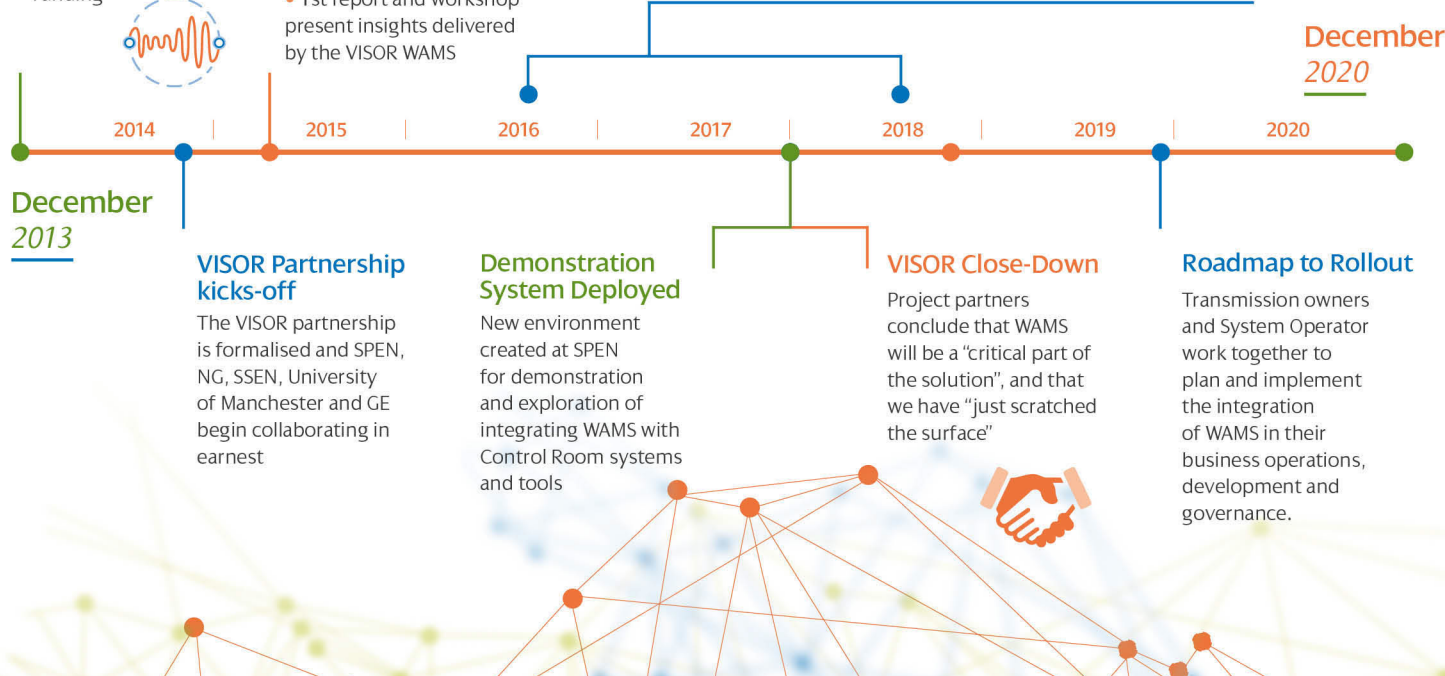 funding
• 1st report and workshop
present insights delivered
by the VISOR WAMS
December
2020
2014
2015
2016
2017
2018
2019
2020
December
2013
VISOR Partnership
kicks-off
The VISOR partnership
is formalised and SPEN,
NG, SSEN, University
of Manchester and GE
begin collaborating in
earnest
Demonstration
System Deployed
New environment
created at SPEN
for demonstration
and exploration of
integrating WAMS with
Control Room systems
and tools
VISOR Close-Down
Project partners
conclude that WAMS
will be a “critical part of
the solution”, and that
we have “just scratched
the surface”
Roadmap to Rollout
Transmission owners
and System Operator
work together to
plan and implement
the integration
of WAMS in their
business operations,
development and
governance.